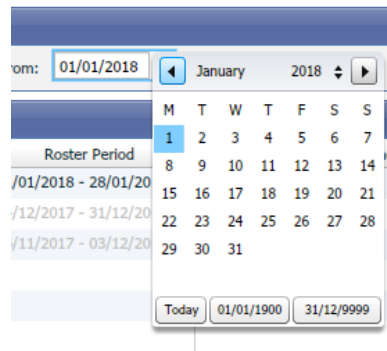 om: 01/01/2018
January 2018
M T W T F S S
1 2 3 4 5 6 7
8 9 10 11 12 13 14
15 16 17 18 19 20 21
22 23 24 25 26 27 28
29 30 31
Today 01/01/1900 31/12/9999
Roster Period
/01/2018 - 28/01/20
/12/2017 - 31/12/20
/11/2017 - 03/12/20